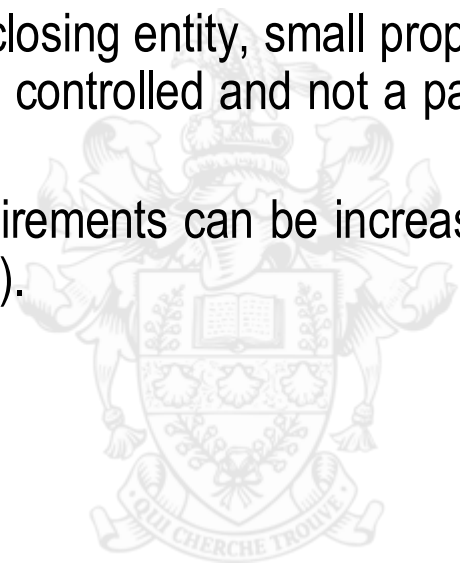 closing entity, small prop
controlled and not a pa
irements can be increas
).
QUI CHERCHE TROUVE